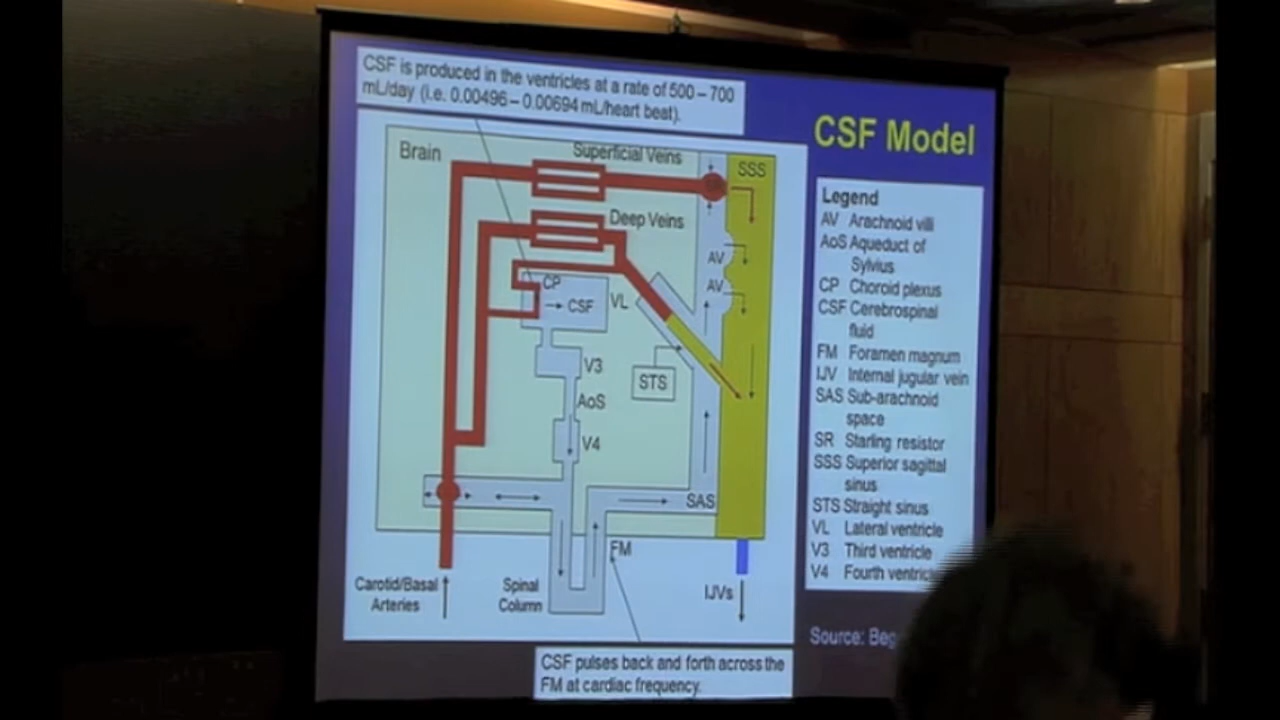 CSF is produced in the ventricles at a rate of 500 – 700
mL/day (i.e. 0.00496 – 0.00694 mL/heart beat).
CSF Model
Brain
Superficial Veins
SSS
Deep Veins
AV
AV
CP
CSF
VL
V3
STS
AoS
V4
SAS
FM
Carotid/Basal
Arteries
Spinal
Column
IJVs
CSF pulses back and forth across the
FM at cardiac frequency.
Legend
AV Arachnoid villi
AoS Aqueduct of
Sylvius
CP Choroid plexus
CSF Cerebrospinal
fluid
FM Foramen magnum
IJV Internal jugular vein
SAS Sub-arachnoid
space
SR Starling resistor
SSS Superior sagittal
sinus
STS Straight sinus
VL Lateral ventricle
V3 Third ventricle
V4 Fourth
Source: